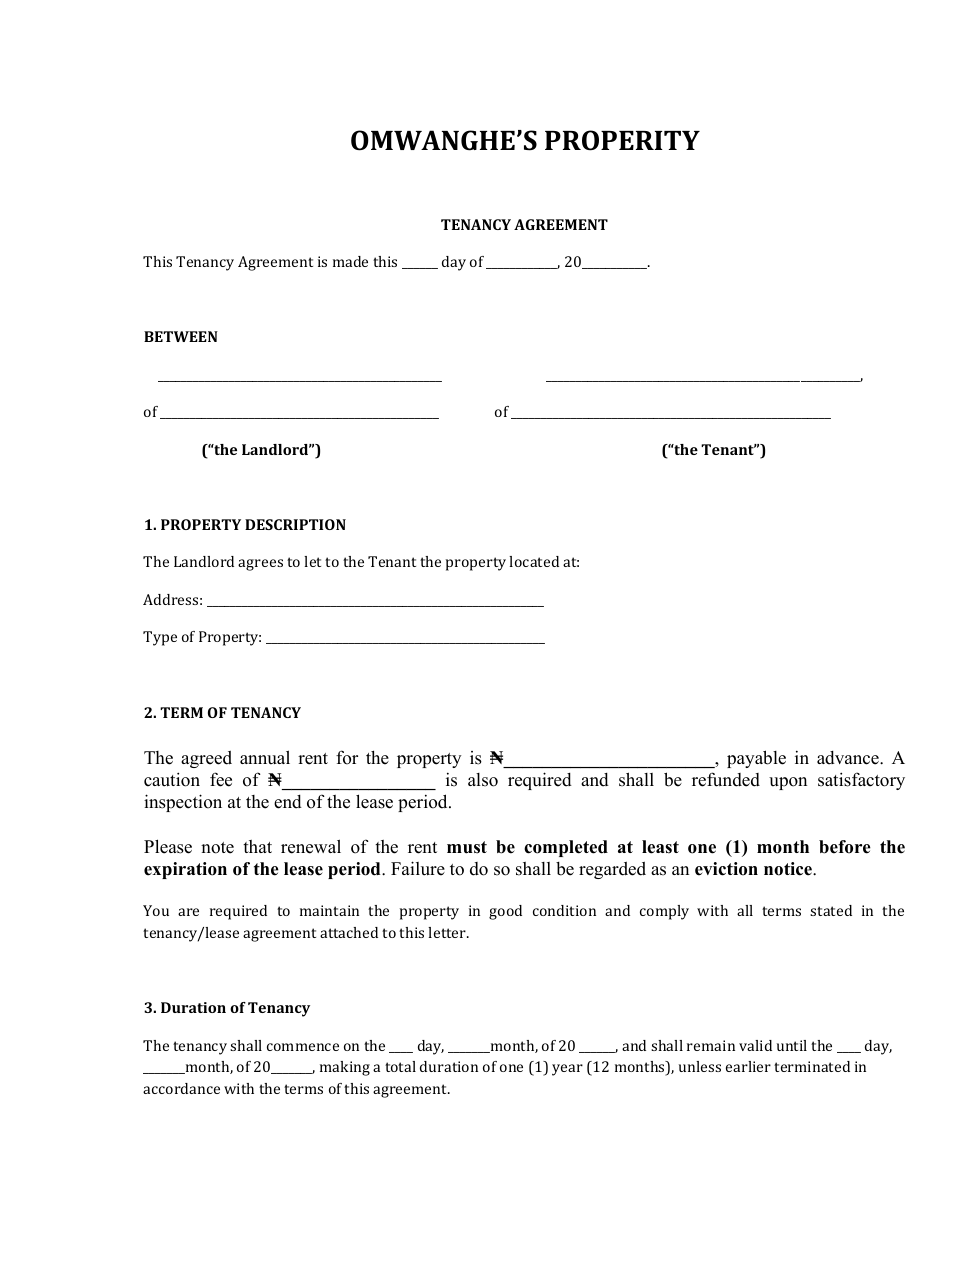 OMWANGHE’S PROPERITY
TENANCY AGREEMENT
This Tenancy Agreement is made this ______ day of ____________, 20___________.
BETWEEN
________________________________________________ ______________________________________________________,
of _______________________________________________ of ______________________________________________________
(“the Landlord”) (“the Tenant”)
1. PROPERTY DESCRIPTION
The Landlord agrees to let to the Tenant the property located at:
Address: _________________________________________________________
Type of Property: _______________________________________________
2. TERM OF TENANCY
The agreed annual rent for the property is ₦______________________, payable in advance. A
caution fee of ₦________________ is also required and shall be refunded upon satisfactory
inspection at the end of the lease period.
Please note that renewal of the rent must be completed at least one (1) month before the
expiration of the lease period. Failure to do so shall be regarded as an eviction notice.
You are required to maintain the property in good condition and comply with all terms stated in the
tenancy/lease agreement attached to this letter.
3. Duration of Tenancy
The tenancy shall commence on the ____ day, _______month, of 20 ______, and shall remain valid until the ____ day,
_______month, of 20_______, making a total duration of one (1) year (12 months), unless earlier terminated in
accordance with the terms of this agreement.